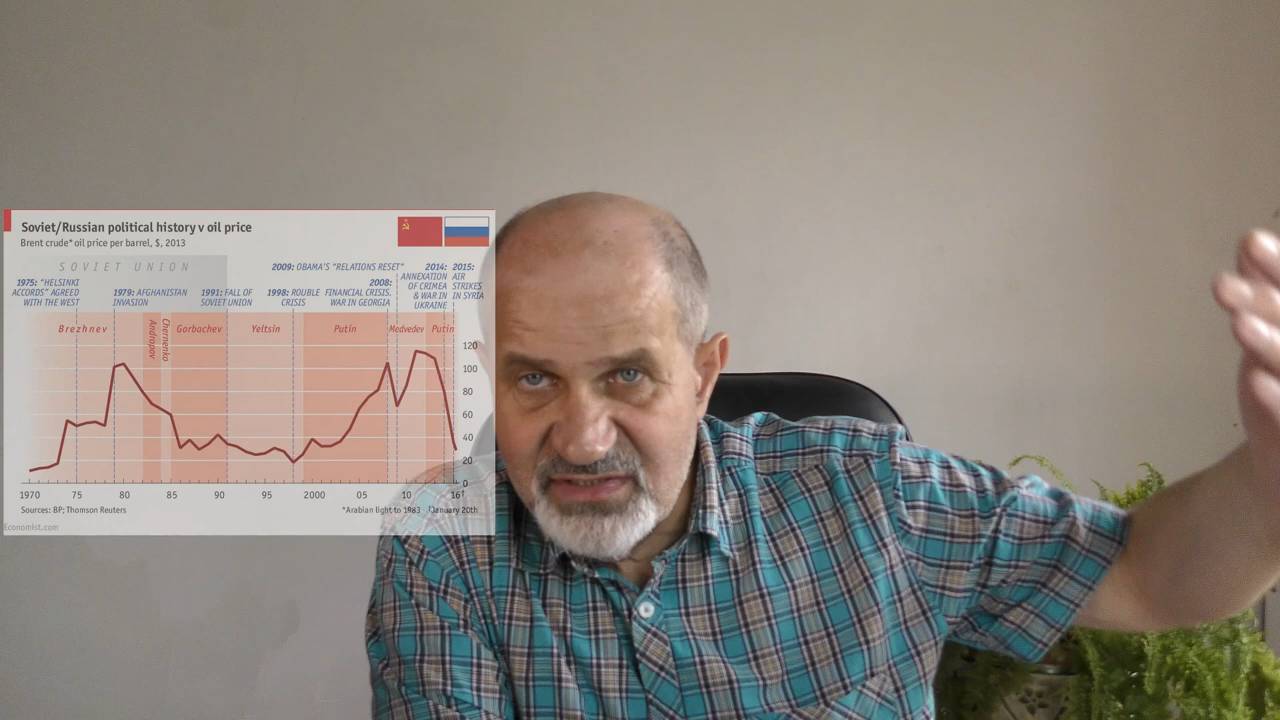 Soviet/Russian political history v oil price
Brent crude* oil price per barrel, $, 2013
SOVIET UNION
1975: "HELSINKI
ACCORDS" AGREED
WITH THE WEST
1979: AFGHANISTAN
INVASION
1991: FALL OF
SOVIET UNION
1998: ROUBLE
CRISIS
2009: OBAMA'S "RELATIONS RESET"
2008:
FINANCIAL CRISIS.
WAR IN GEORGIA
2014:
ANNEXATION
OF CRIMEA
& WAR IN
UKRAINE
2015:
AIR
STRIKES
IN SYRIA
Brezhnev
Andropov
Chernenko
Gorbachev
Yeltsin
Putin
Medvedev
Putin
120
100
80
60
40
20
0
1970 75 80 85 90 95 2000 05 10 16†
Sources: BP; Thomson Reuters
*Arabian light to 1983 †January 20th
Economist.com